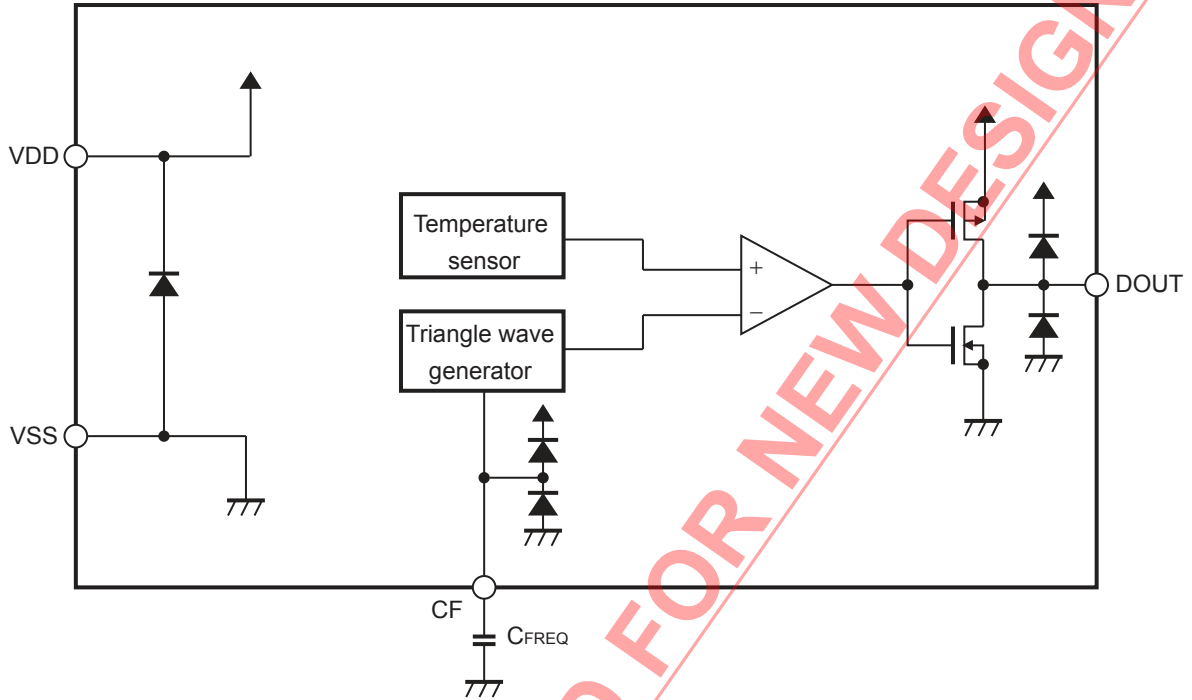 VDD
VSS
Temperature
sensor
Triangle wave
generator
+
−
DOUT
CF
CFREQ
FOR NEW DESIGN